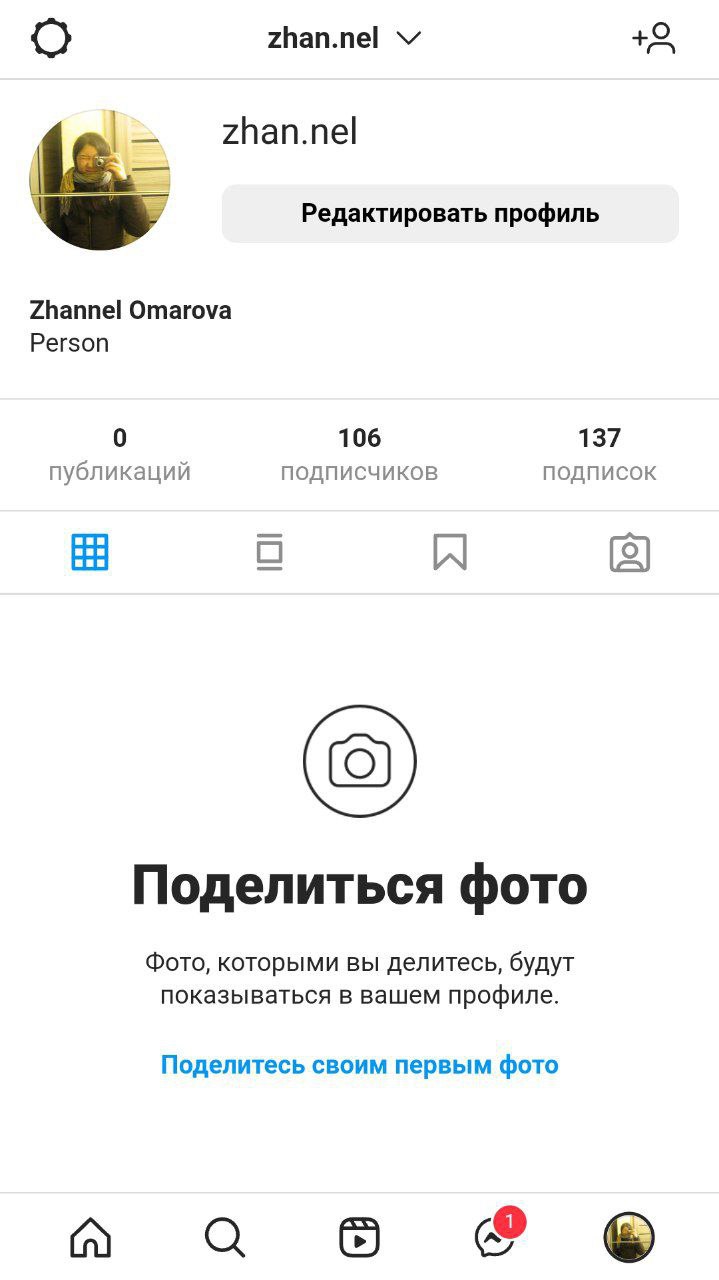 zhan.nel
zhan.nel
Редактировать профиль
Zhannel Omarova
Person
0 106 137
публикаций подписчиков подписок
Поделиться фото
Фото, которыми вы делитесь, будут
показываться в вашем профиле.
Поделитесь своим первым фото
1